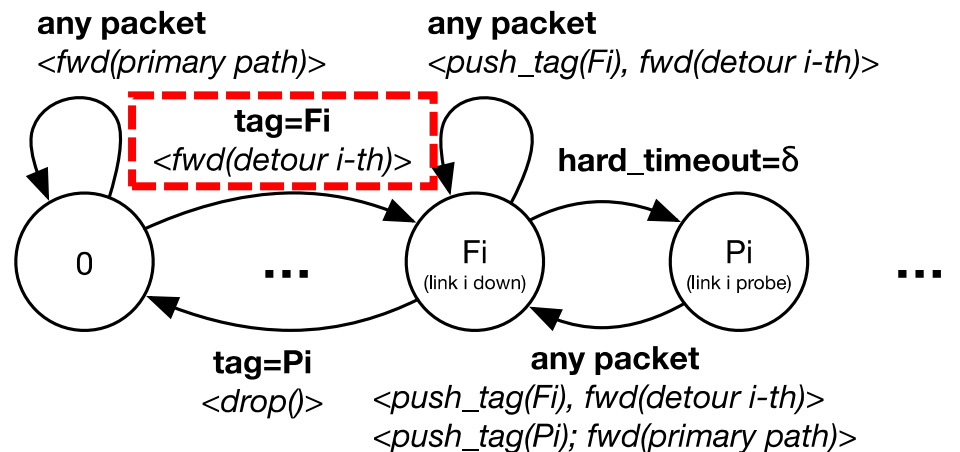 any packet
<fwd(primary path)>
any packet
<push_tag(Fi), fwd(detour i-th)>
tag=Fi
<fwd(detour i-th)>
hard_timeout=δ
0
...
Fi
(link i down)
Pi
(link i probe)
...
tag=Pi
<drop()>
any packet
<push_tag(Fi), fwd(detour i-th)>
<push_tag(Pi); fwd(primary path)>